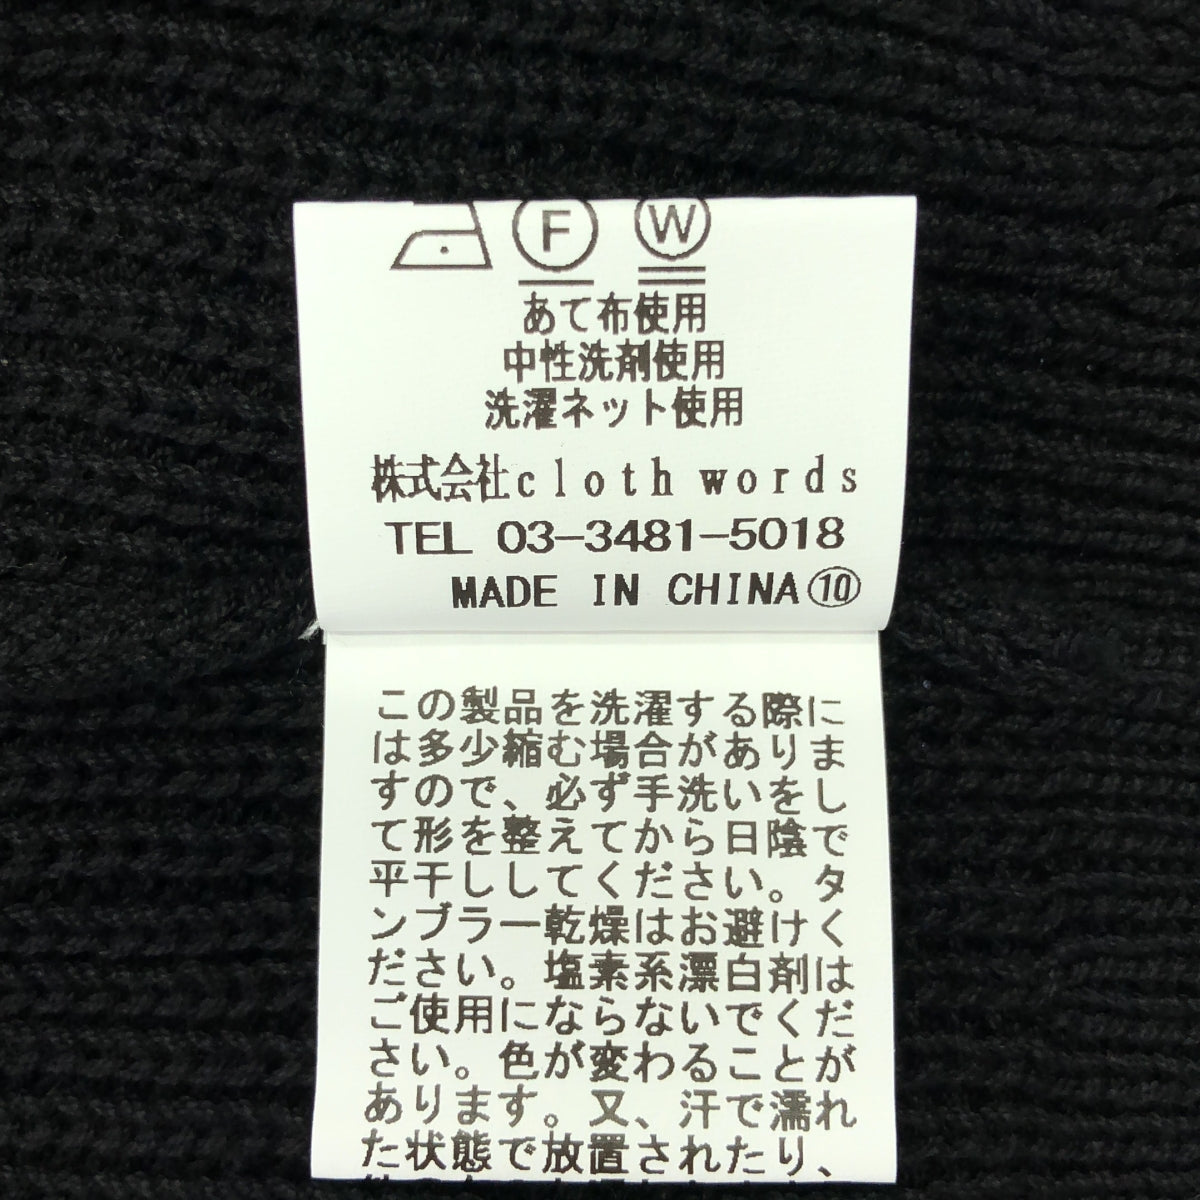 F W
あて布使用
中性洗剤使用
洗濯ネット使用
株式会社cloth words
TEL 03-3481-5018
MADE IN CHINA⑩
この製品を洗濯する際に
は多少縮む場合がありま
すので、必ず手洗いをし
て形を整えてから日陰で
平干ししてください。タ
ンブラー乾燥はお避けく
ださい。塩素系漂白剤は
ご使用にならないでくだ
さい。色が変わることが
あります。又、汗で濡れ
た状態で放置されたり、